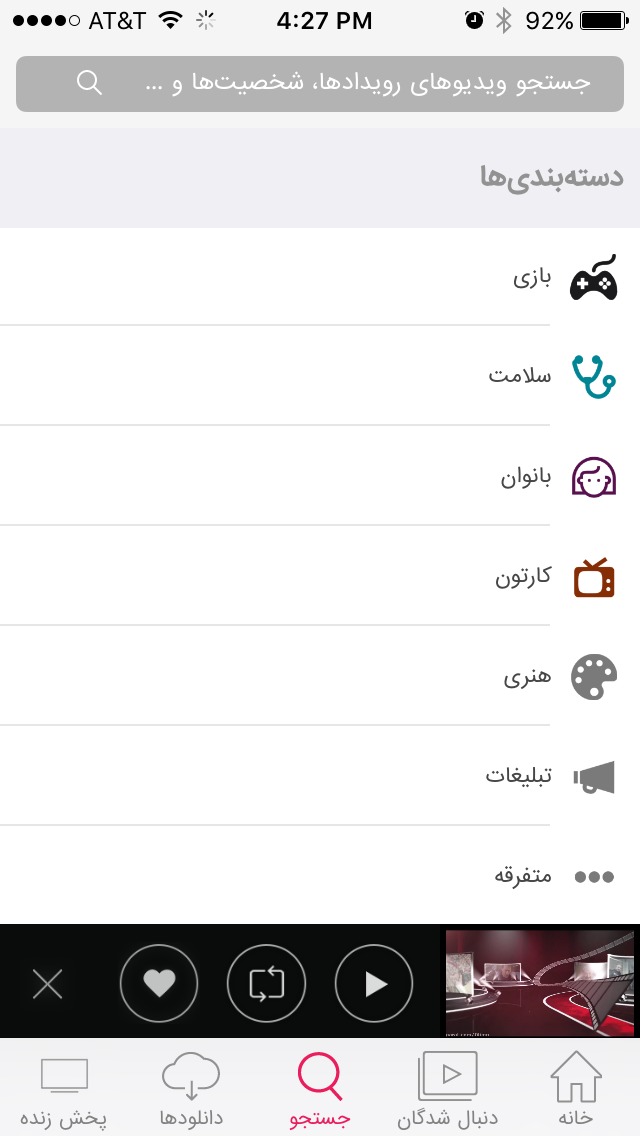 AT&T 4:27 PM 92%
جستجو ویدیوهای رویدادها، شخصیت‌ها و ...
دسته‌بندی‌ها
بازی
سلامت
بانوان
کارتون
هنری
تبلیغات
متفرقه
خانه
دنبال شدگان
جستجو
دانلودها
پخش زنده